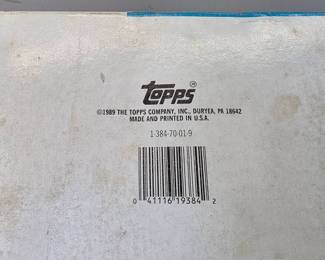 Topps
©1989 THE TOPPS COMPANY, INC., DURYEA, PA 18642
MADE AND PRINTED IN U.S.A.
1-384-70-01-9
0 41116 19384 2